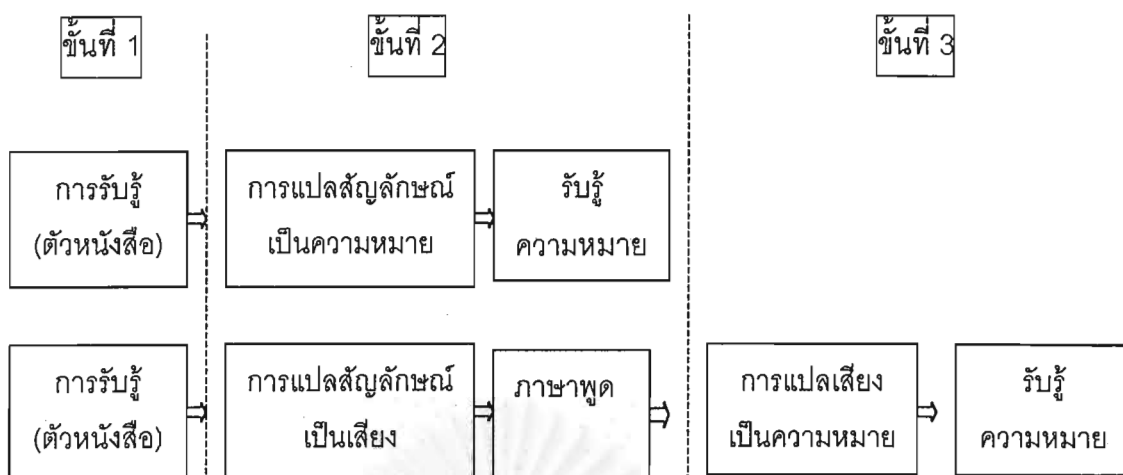 ขั้นที่ 1
ขั้นที่ 2
ขั้นที่ 3
การรับรู้
(ตัวหนังสือ)
การแปลสัญลักษณ์
เป็นความหมาย
รับรู้
ความหมาย
การรับรู้
(ตัวหนังสือ)
การแปลสัญลักษณ์
เป็นเสียง
ภาษาพูด
การแปลเสียง
เป็นความหมาย
รับรู้
ความหมาย